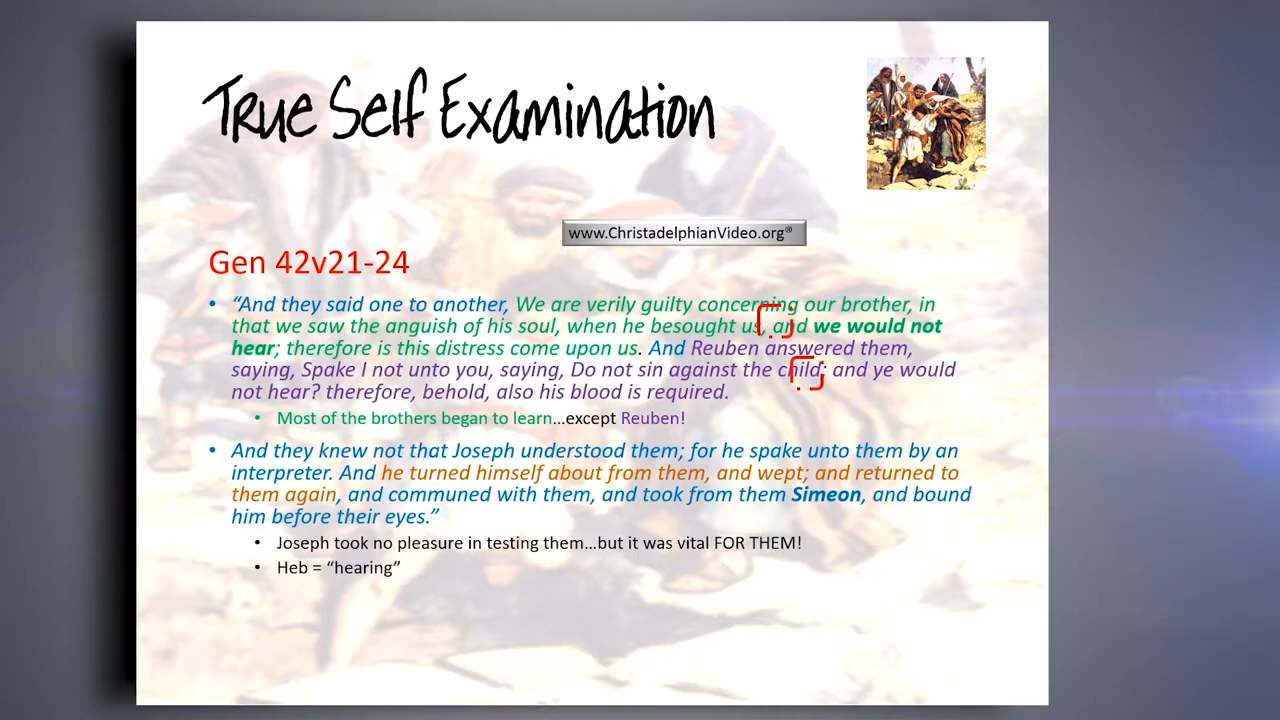 True Self Examination
www.ChristadelphianVideo.org®
Gen 42v21-24
• “And they said one to another, We are verily guilty concerning our brother, in
that we saw the anguish of his soul, when he besought us, and we would not
hear; therefore is this distress come upon us. And Reuben answered them,
saying, Spake I not unto you, saying, Do not sin against the child; and ye would
not hear? therefore, behold, also his blood is required.
• Most of the brothers began to learn…except Reuben!
• And they knew not that Joseph understood them; for he spake unto them by an
interpreter. And he turned himself about from them, and wept; and returned to
them again, and communed with them, and took from them Simeon, and bound
him before their eyes.”
• Joseph took no pleasure in testing them…but it was vital FOR THEM!
• Heb = “hearing”